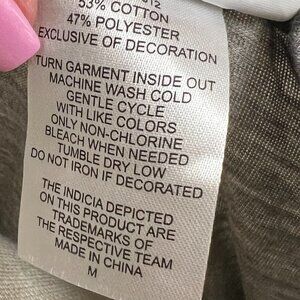 53% COTTON
47% POLYESTER
EXCLUSIVE OF DECORATION
TURN GARMENT INSIDE OUT
MACHINE WASH COLD
GENTLE CYCLE
WITH LIKE COLORS
ONLY NON-CHLORINE
BLEACH WHEN NEEDED
TUMBLE DRY LOW
DO NOT IRON IF DECORATED
THE INDICIA DEPICTED
ON THIS PRODUCT ARE
TRADEMARKS OF
THE RESPECTIVE TEAM
MADE IN CHINA
M